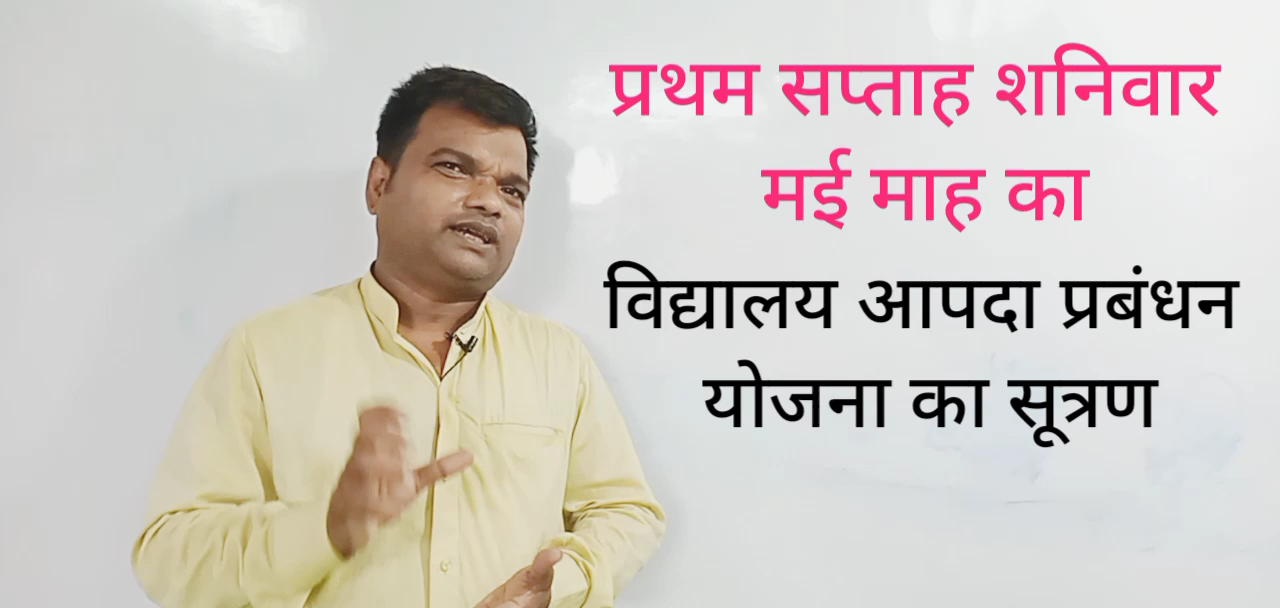 प्रथम सप्ताह शनिवार
मई माह का
विद्यालय आपदा प्रबंधन
योजना का सूत्रण